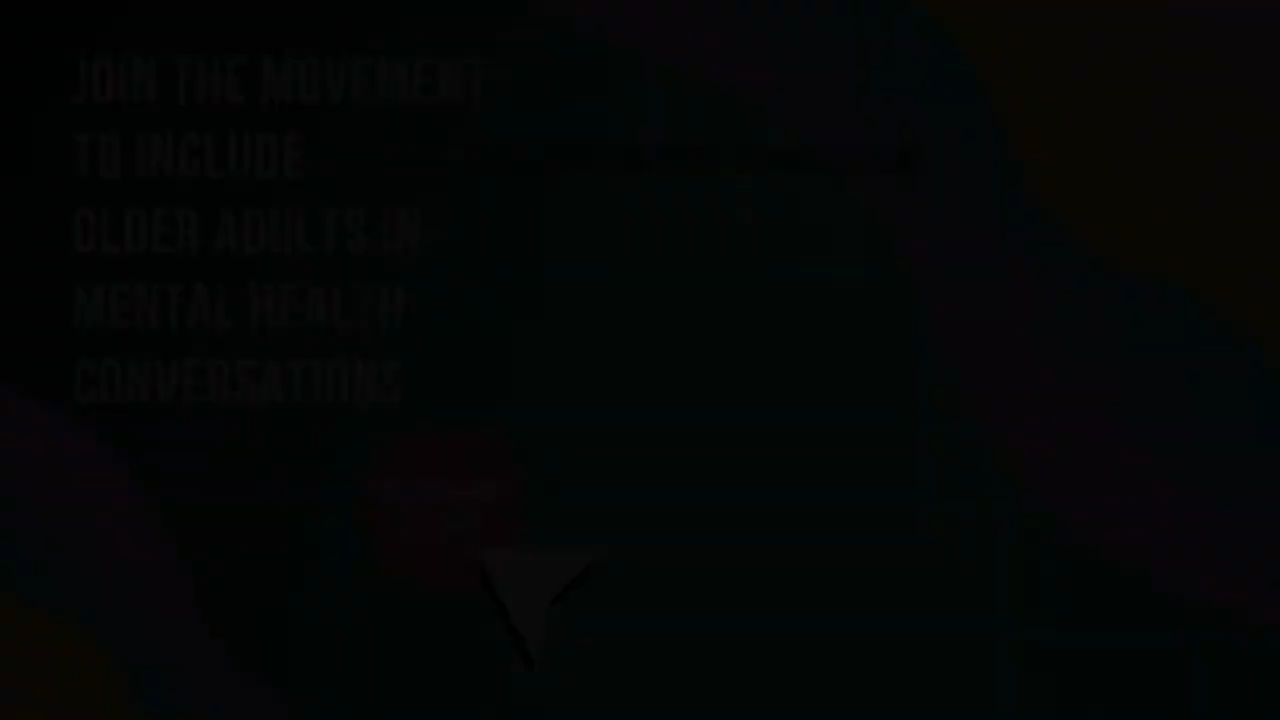 JOIN THE MOVEMENT
TO INCLUDE
OLDER ADULTS IN
MENTAL HEALTH
CONVERSATIONS